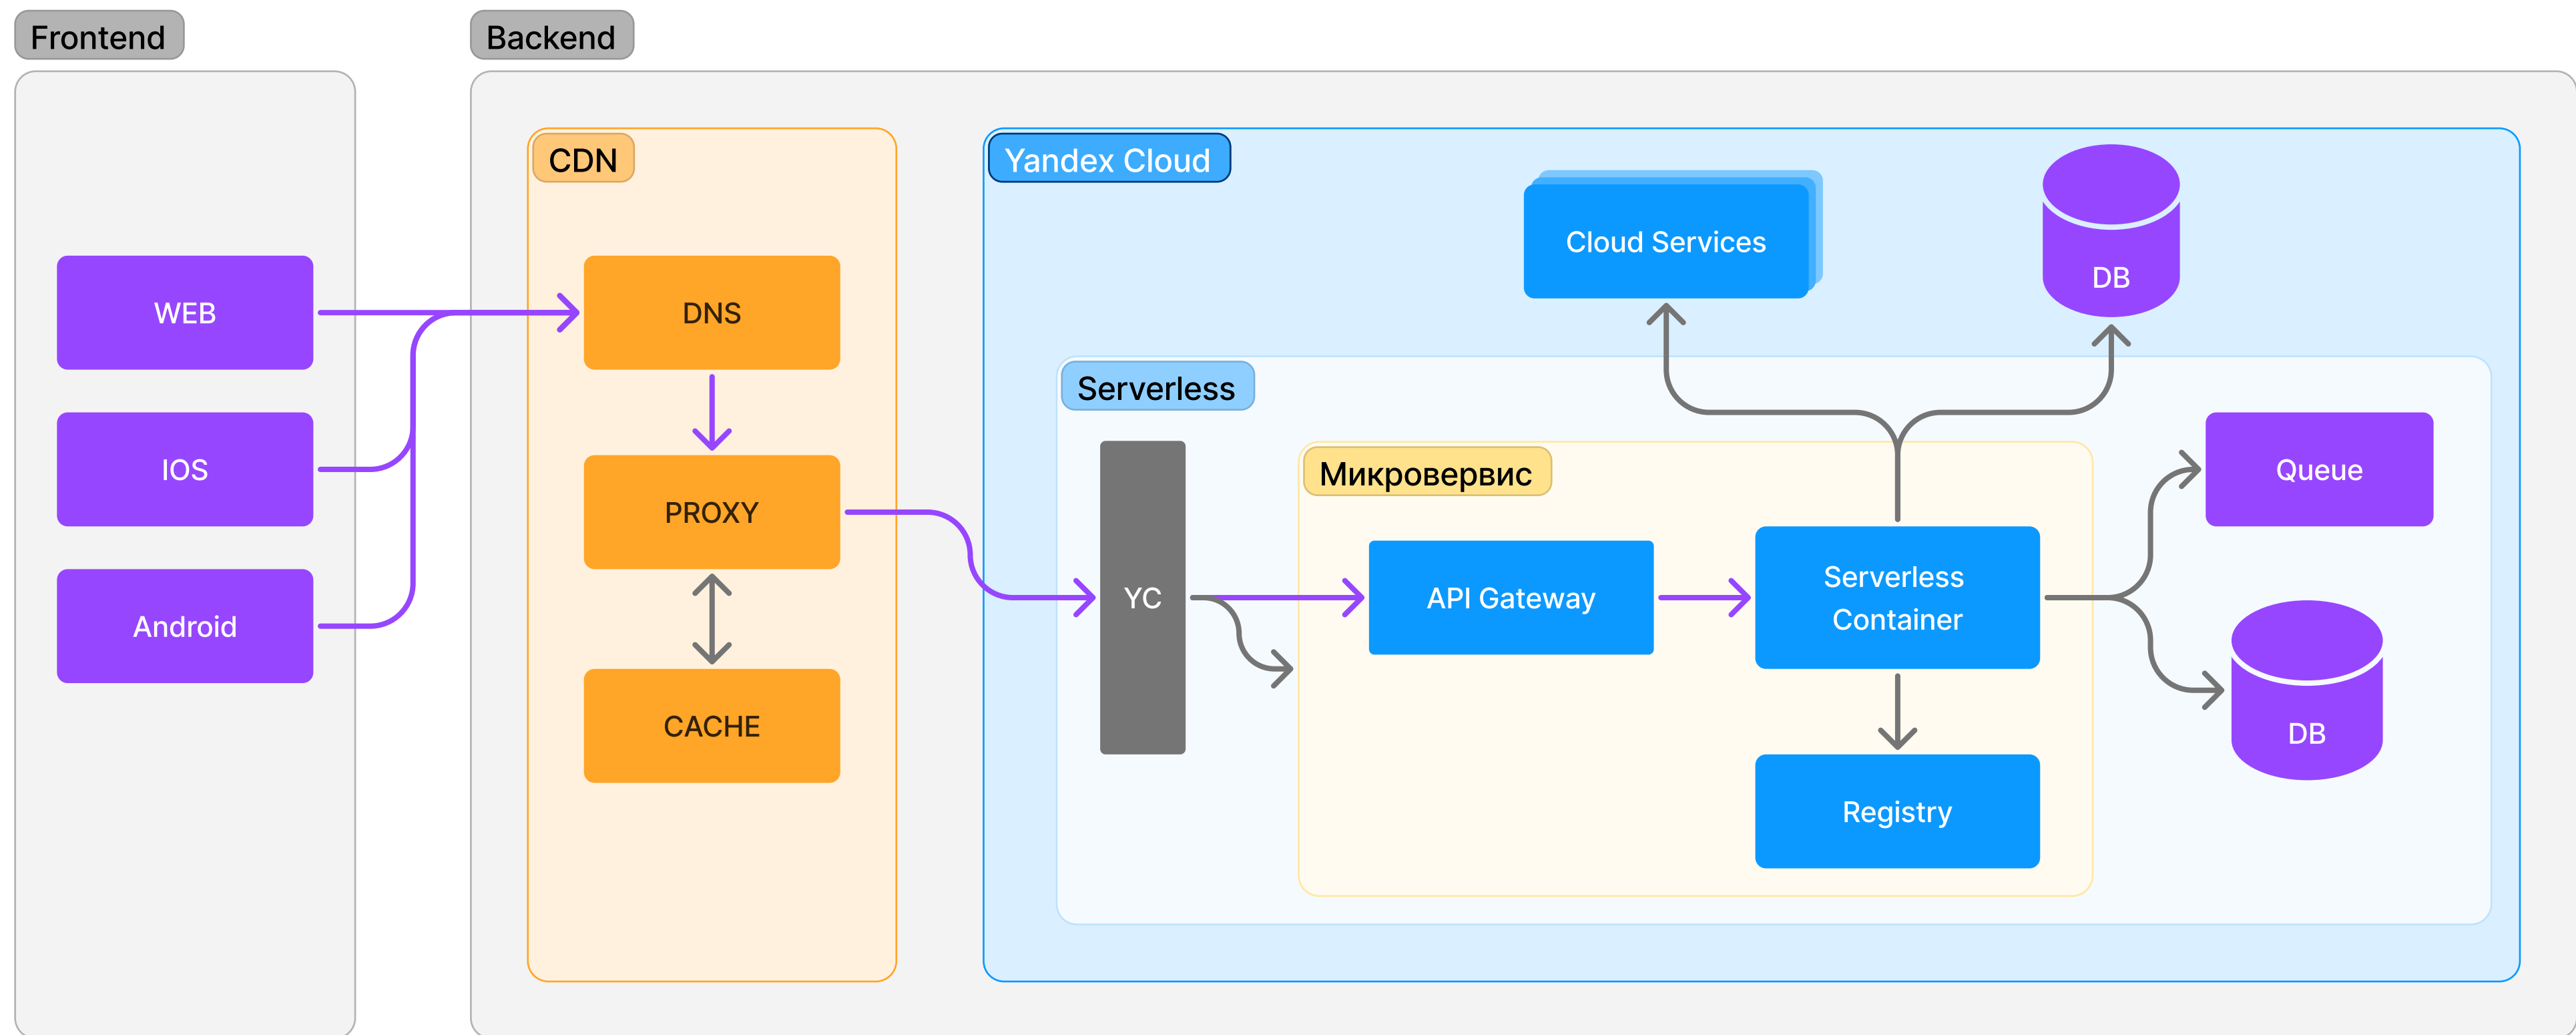 Frontend
Backend
CDN
Yandex Cloud
Cloud Services
DB
WEB
DNS
Serverless
IOS
PROXY
Микровервис
Queue
YC
API Gateway
Serverless
Container
Android
CACHE
DB
Registry